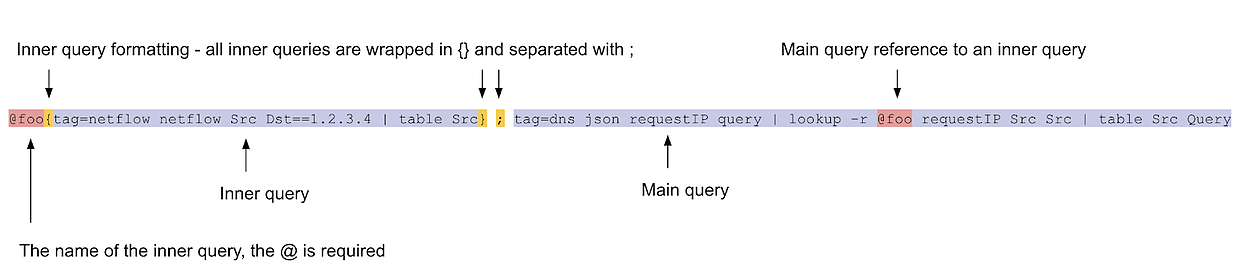 Inner query formatting - all inner queries are wrapped in {} and separated with ;
Main query reference to an inner query
@foo{tag=netflow netflow Src Dst==1.2.3.4 | table Src} ; tag=dns json requestIP query | lookup -r @foo requestIP Src Src | table Src Query
Inner query
Main query
The name of the inner query, the @ is required